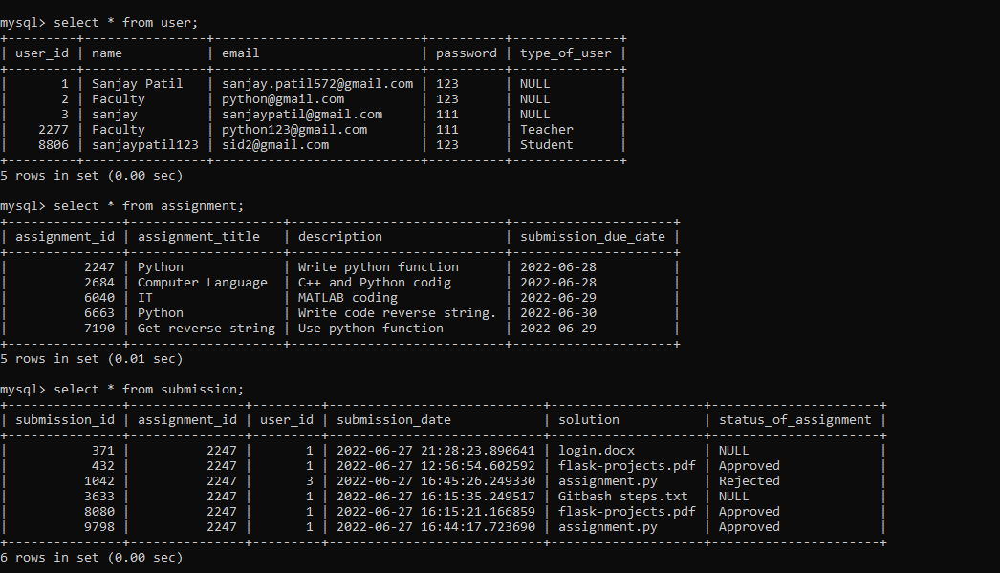 mysql> select * from user;
+---------+----------------+---------------------------+----------+--------------+
| user_id | name           | email                     | password | type_of_user |
+---------+----------------+---------------------------+----------+--------------+
|       1 | Sanjay Patil   | sanjay.patil572@gmail.com | 123      | NULL         |
|       2 | Faculty        | python@gmail.com          | 123      | NULL         |
|       3 | sanjay         | sanjaypatil@gmail.com     | 111      | NULL         |
|    2277 | Faculty        | python123@gmail.com       | 111      | Teacher      |
|    8806 | sanjaypatil123 | sid2@gmail.com            | 123      | Student      |
+---------+----------------+---------------------------+----------+--------------+
5 rows in set (0.00 sec)
mysql> select * from assignment;
+---------------+--------------------+----------------------------+---------------------+
| assignment_id | assignment_title   | description                | submission_due_date |
+---------------+--------------------+----------------------------+---------------------+
|          2247 | Python             | Write python function      | 2022-06-28          |
|          2684 | Computer Language  | C++ and Python codig       | 2022-06-28          |
|          6040 | IT                 | MATLAB coding              | 2022-06-29          |
|          6663 | Python             | Write code reverse string. | 2022-06-30          |
|          7190 | Get reverse string | Use python function        | 2022-06-29          |
+---------------+--------------------+----------------------------+---------------------+
5 rows in set (0.01 sec)
mysql> select * from submission;
+---------------+---------------+---------+----------------------------+--------------------+----------------------+
| submission_id | assignment_id | user_id | submission_date            | solution           | status_of_assignment |
+---------------+---------------+---------+----------------------------+--------------------+----------------------+
|           371 |          2247 |       1 | 2022-06-27 21:28:23.890641 | login.docx         | NULL                 |
|           432 |          2247 |       1 | 2022-06-27 12:56:54.602592 | flask-projects.pdf | Approved             |
|          1042 |          2247 |       3 | 2022-06-27 16:45:26.249330 | assignment.py      | Rejected             |
|          3633 |          2247 |       1 | 2022-06-27 16:15:35.249517 | Gitbash steps.txt  | NULL                 |
|          8080 |          2247 |       1 | 2022-06-27 16:15:21.166859 | flask-projects.pdf | Approved             |
|          9798 |          2247 |       1 | 2022-06-27 16:44:17.723690 | assignment.py      | Approved             |
+---------------+---------------+---------+----------------------------+--------------------+----------------------+
6 rows in set (0.00 sec)